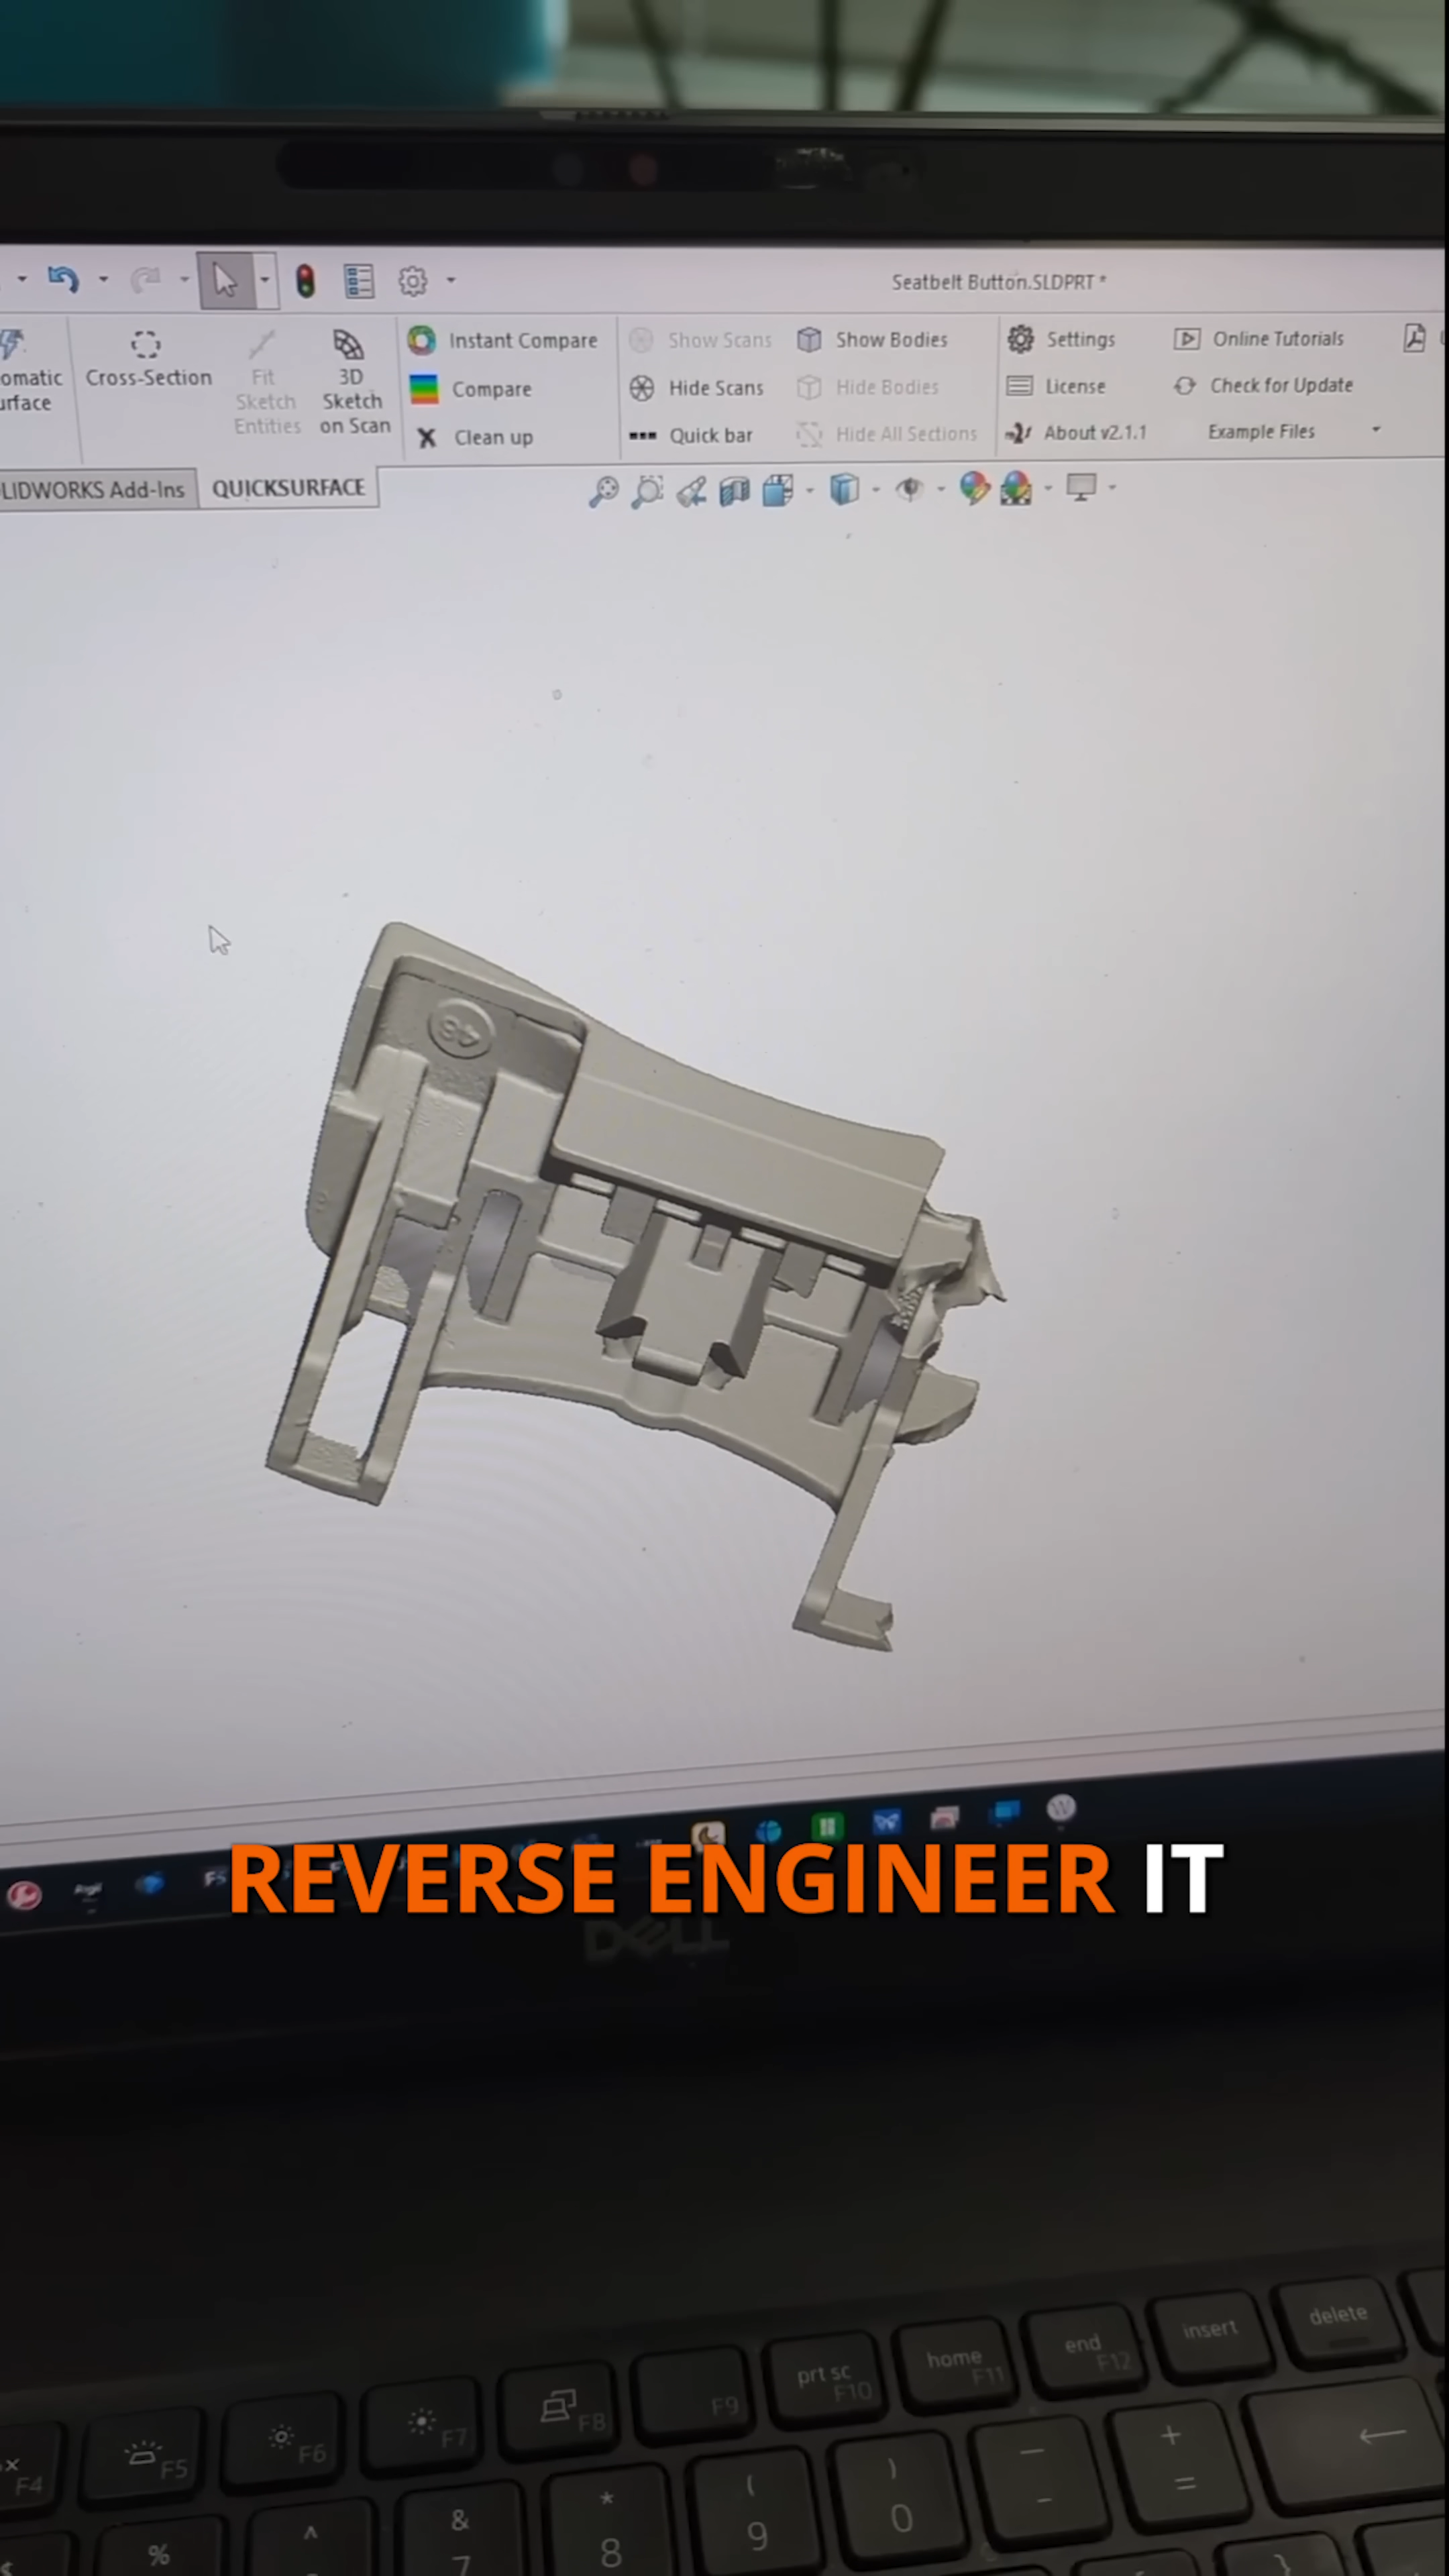 Seatbelt Button.SLDPRT *
Cross-Section
Fit
Sketch
Entities
3D
Sketch
on Scan
Instant Compare
Compare
Clean up
Show Scans
Hide Scans
Quick bar
Show Bodies
Hide Bodies
Hide All Sections
Settings
License
About v2.1.1
Online Tutorials
Check for Update
Example Files
Add-Ins
QUICKSURFACE
REVERSE ENGINEER IT
DELL
prt sc
F10
home
F11
end
F12
insert
delete
F4
F5
F6
F7
F8
F9
% ^ & * ( ) — +
7 8 9 0 - =